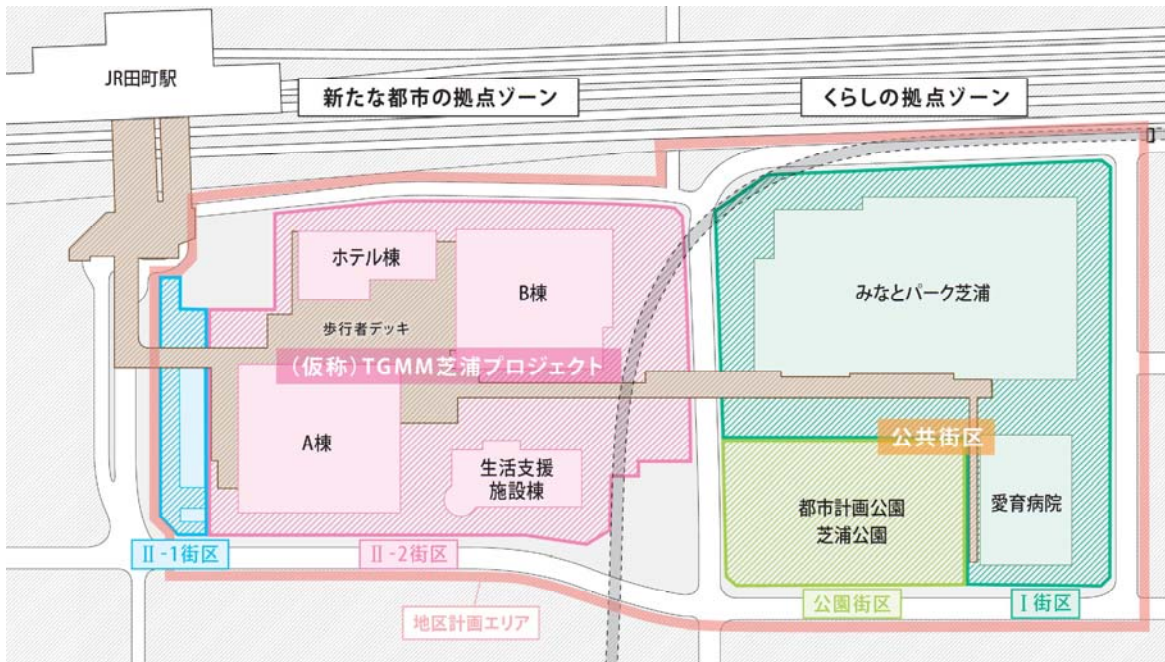 JR田町駅
新たな都市の拠点ゾーン
くらしの拠点ゾーン
ホテル棟
B棟
みなとパーク芝浦
歩行者デッキ
(仮称)TGMM芝浦プロジェクト
A棟
生活支援
施設棟
公共街区
都市計画公園
芝浦公園
愛育病院
Ⅱ-1街区
Ⅱ-2街区
公園街区
Ⅰ街区
地区計画エリア